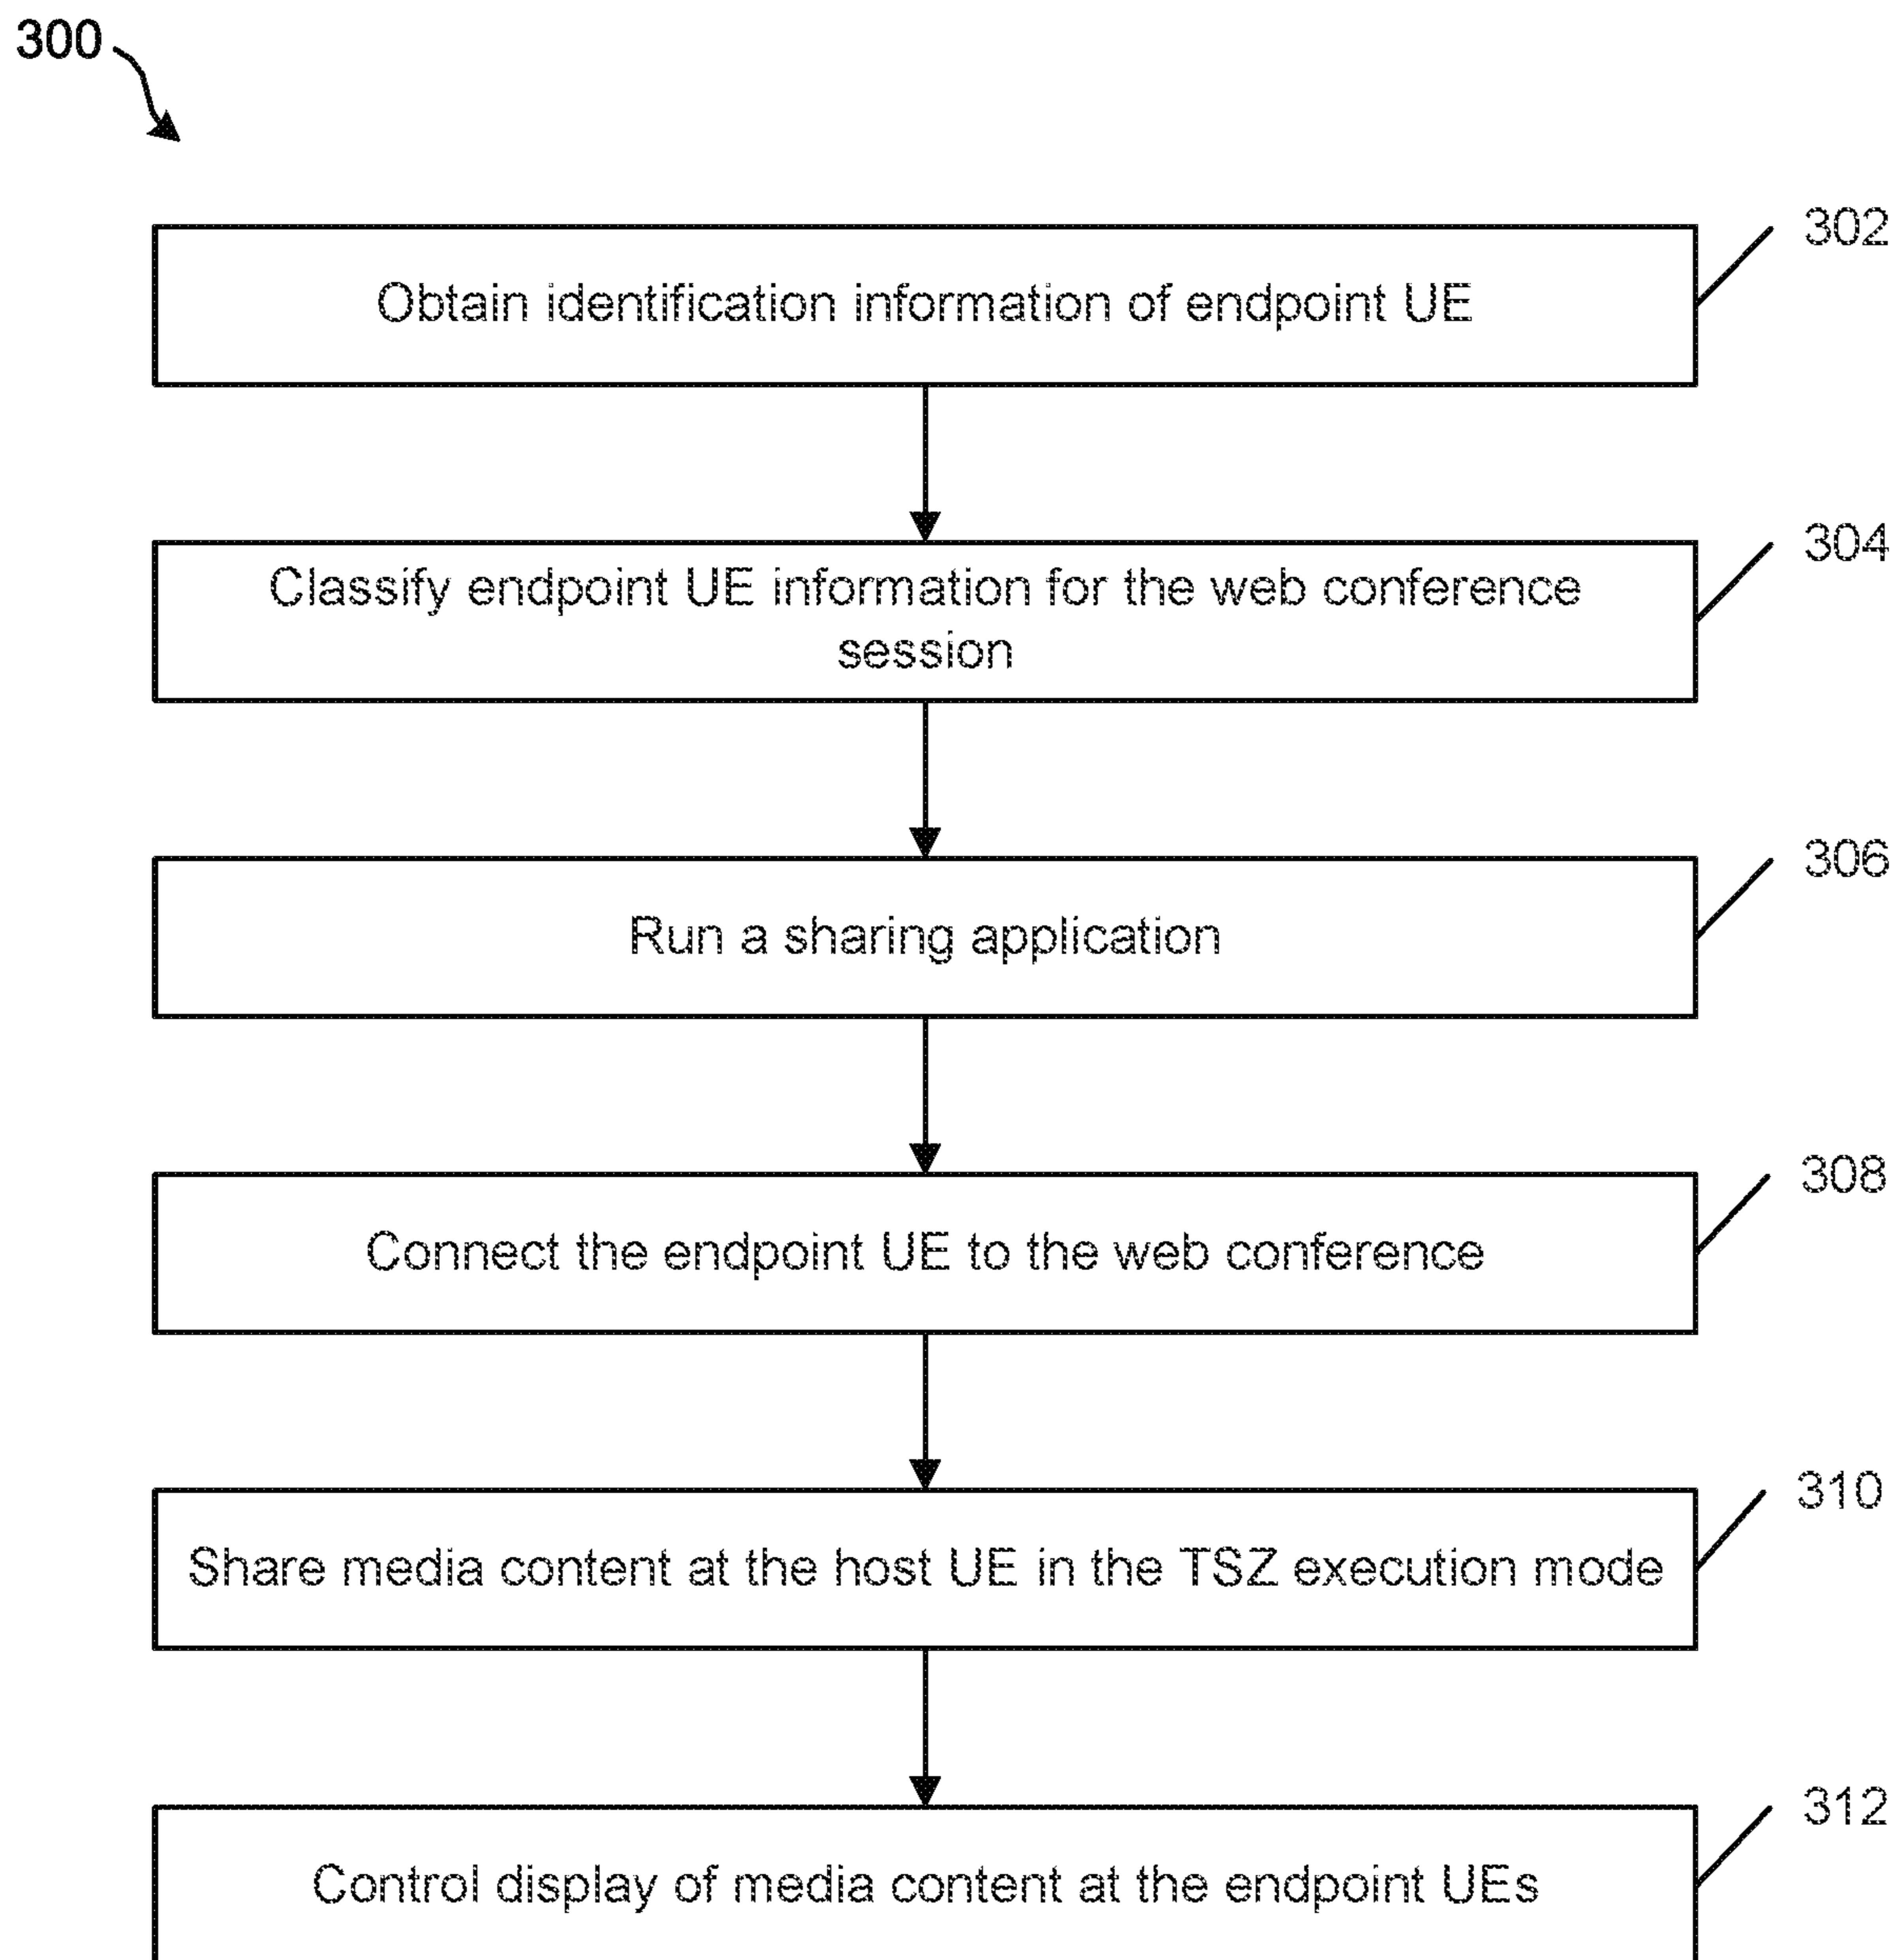 300
302
Obtain identification information of endpoint UE
304
Classify endpoint UE information for the web conference
session
306
Run a sharing application
308
Connect the endpoint UE to the web conference
310
Share media content at the host UE in the TSZ execution mode
312
Control display of media content at the endpoint UEs